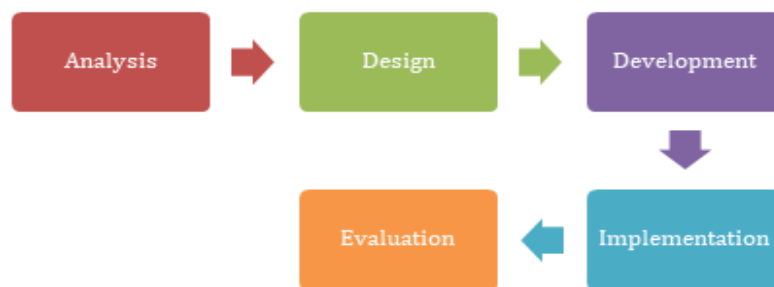 Analysis
Design
Development
Implementation
Evaluation